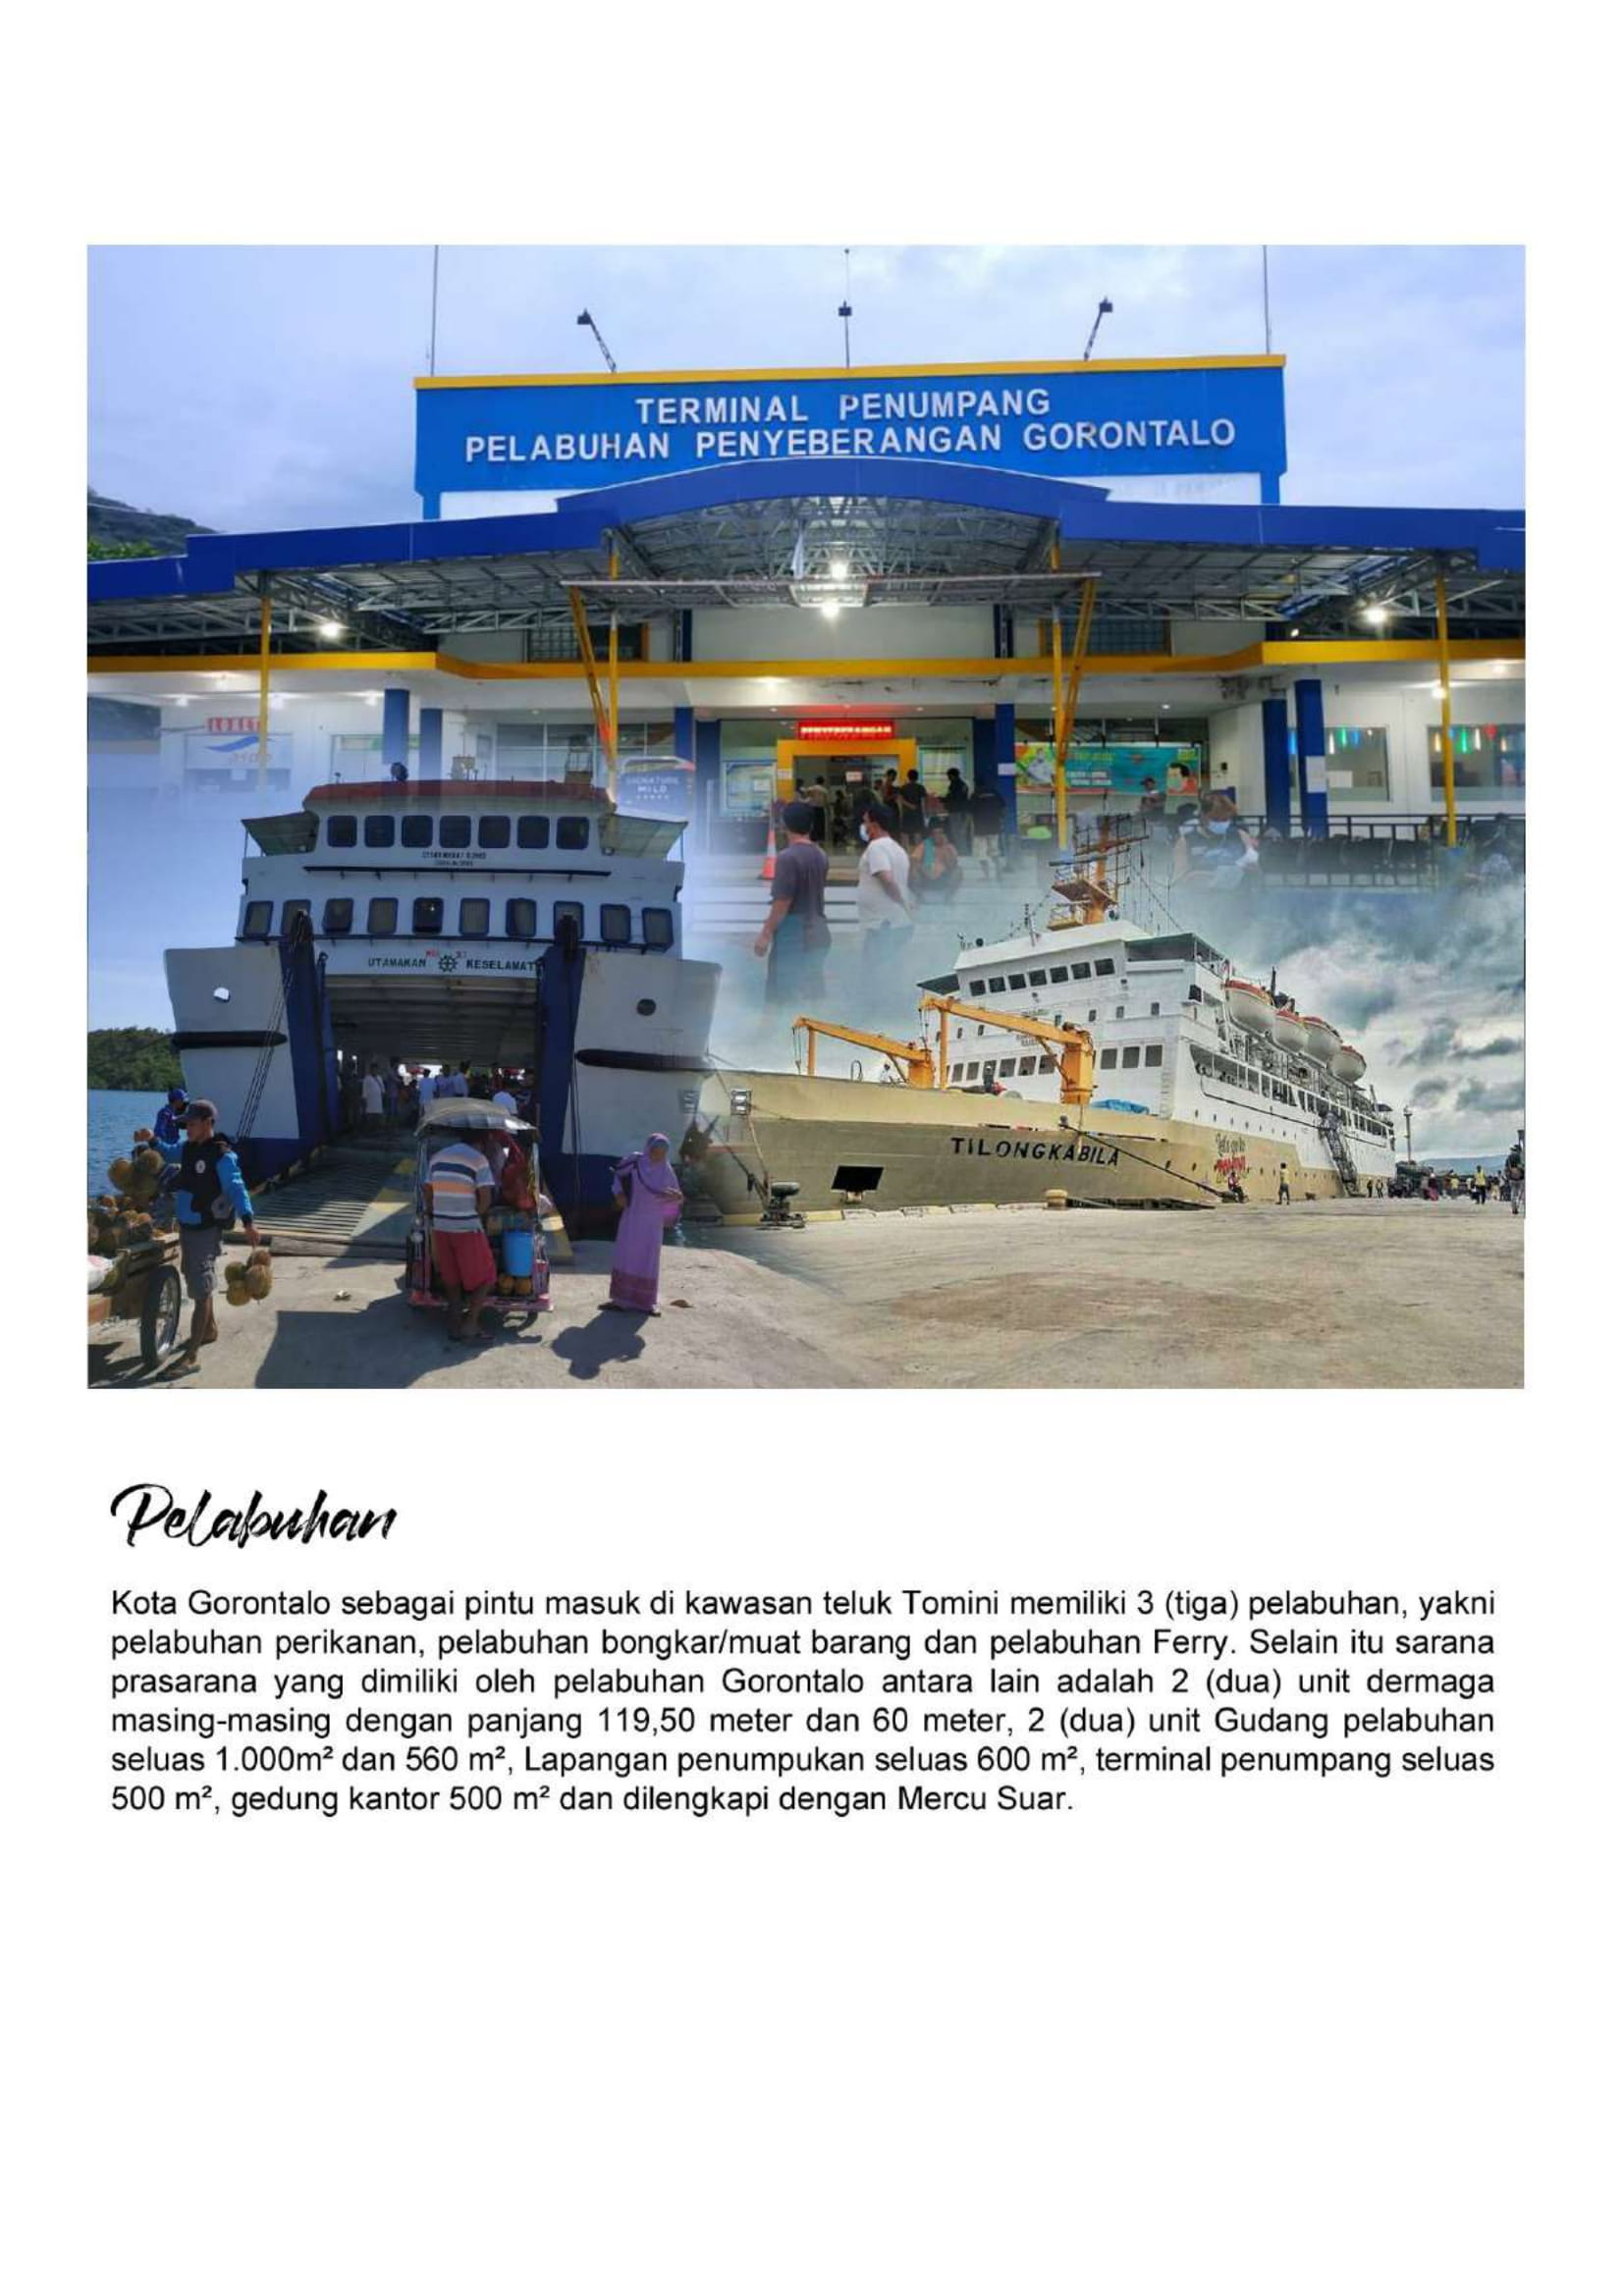 TERMINAL PENUMPANG
PELABUHAN PENYEBERANGAN GORONTALO
SIGNATURE
MILD
UTAMAKAN KESELAMAT
TILONGKABILA
Pelabuhan
Kota Gorontalo sebagai pintu masuk di kawasan teluk Tomini memiliki 3 (tiga) pelabuhan, yakni
pelabuhan perikanan, pelabuhan bongkar/muat barang dan pelabuhan Ferry. Selain itu sarana
prasarana yang dimiliki oleh pelabuhan Gorontalo antara lain adalah 2 (dua) unit dermaga
masing-masing dengan panjang 119,50 meter dan 60 meter, 2 (dua) unit Gudang pelabuhan
seluas 1.000m² dan 560 m², Lapangan penumpukan seluas 600 m², terminal penumpang seluas
500 m², gedung kantor 500 m² dan dilengkapi dengan Mercu Suar.